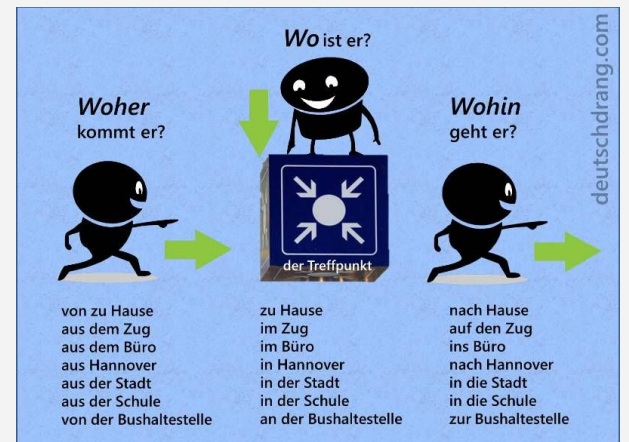 Wo ist er?
Woher
kommt er?
Wohin
geht er?
deutschdrang.com
der Treffpunkt
von zu Hause
aus dem Zug
aus dem Büro
aus Hannover
aus der Stadt
aus der Schule
von der Bushaltestelle
zu Hause
im Zug
im Büro
in Hannover
in der Stadt
in der Schule
an der Bushaltestelle
nach Hause
auf den Zug
ins Büro
nach Hannover
in die Stadt
in die Schule
zur Bushaltestelle